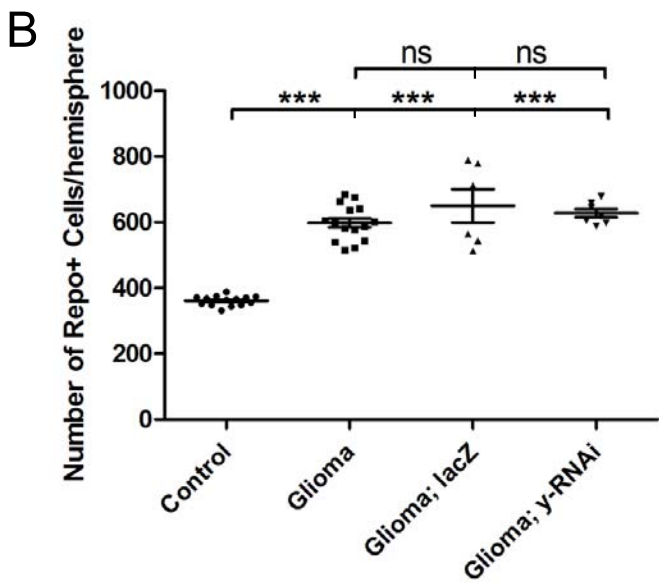 B
ns ns
*** *** ***
Number of Repo+ Cells/hemisphere
1000
800
600
400
200
0
Control
Glioma
Glioma; lacZ
Glioma; y-RNAi